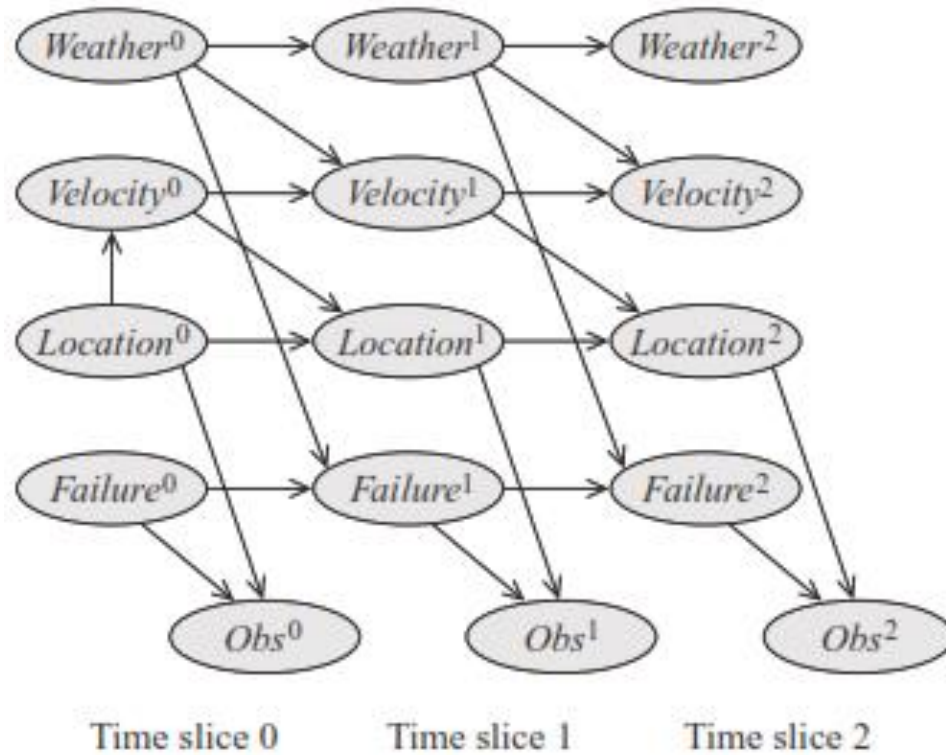 Weather⁰ Weather¹ Weather²
Velocity⁰ Velocity¹ Velocity²
Location⁰ Location¹ Location²
Failure⁰ Failure¹ Failure²
Obs⁰ Obs¹ Obs²
Time slice 0 Time slice 1 Time slice 2